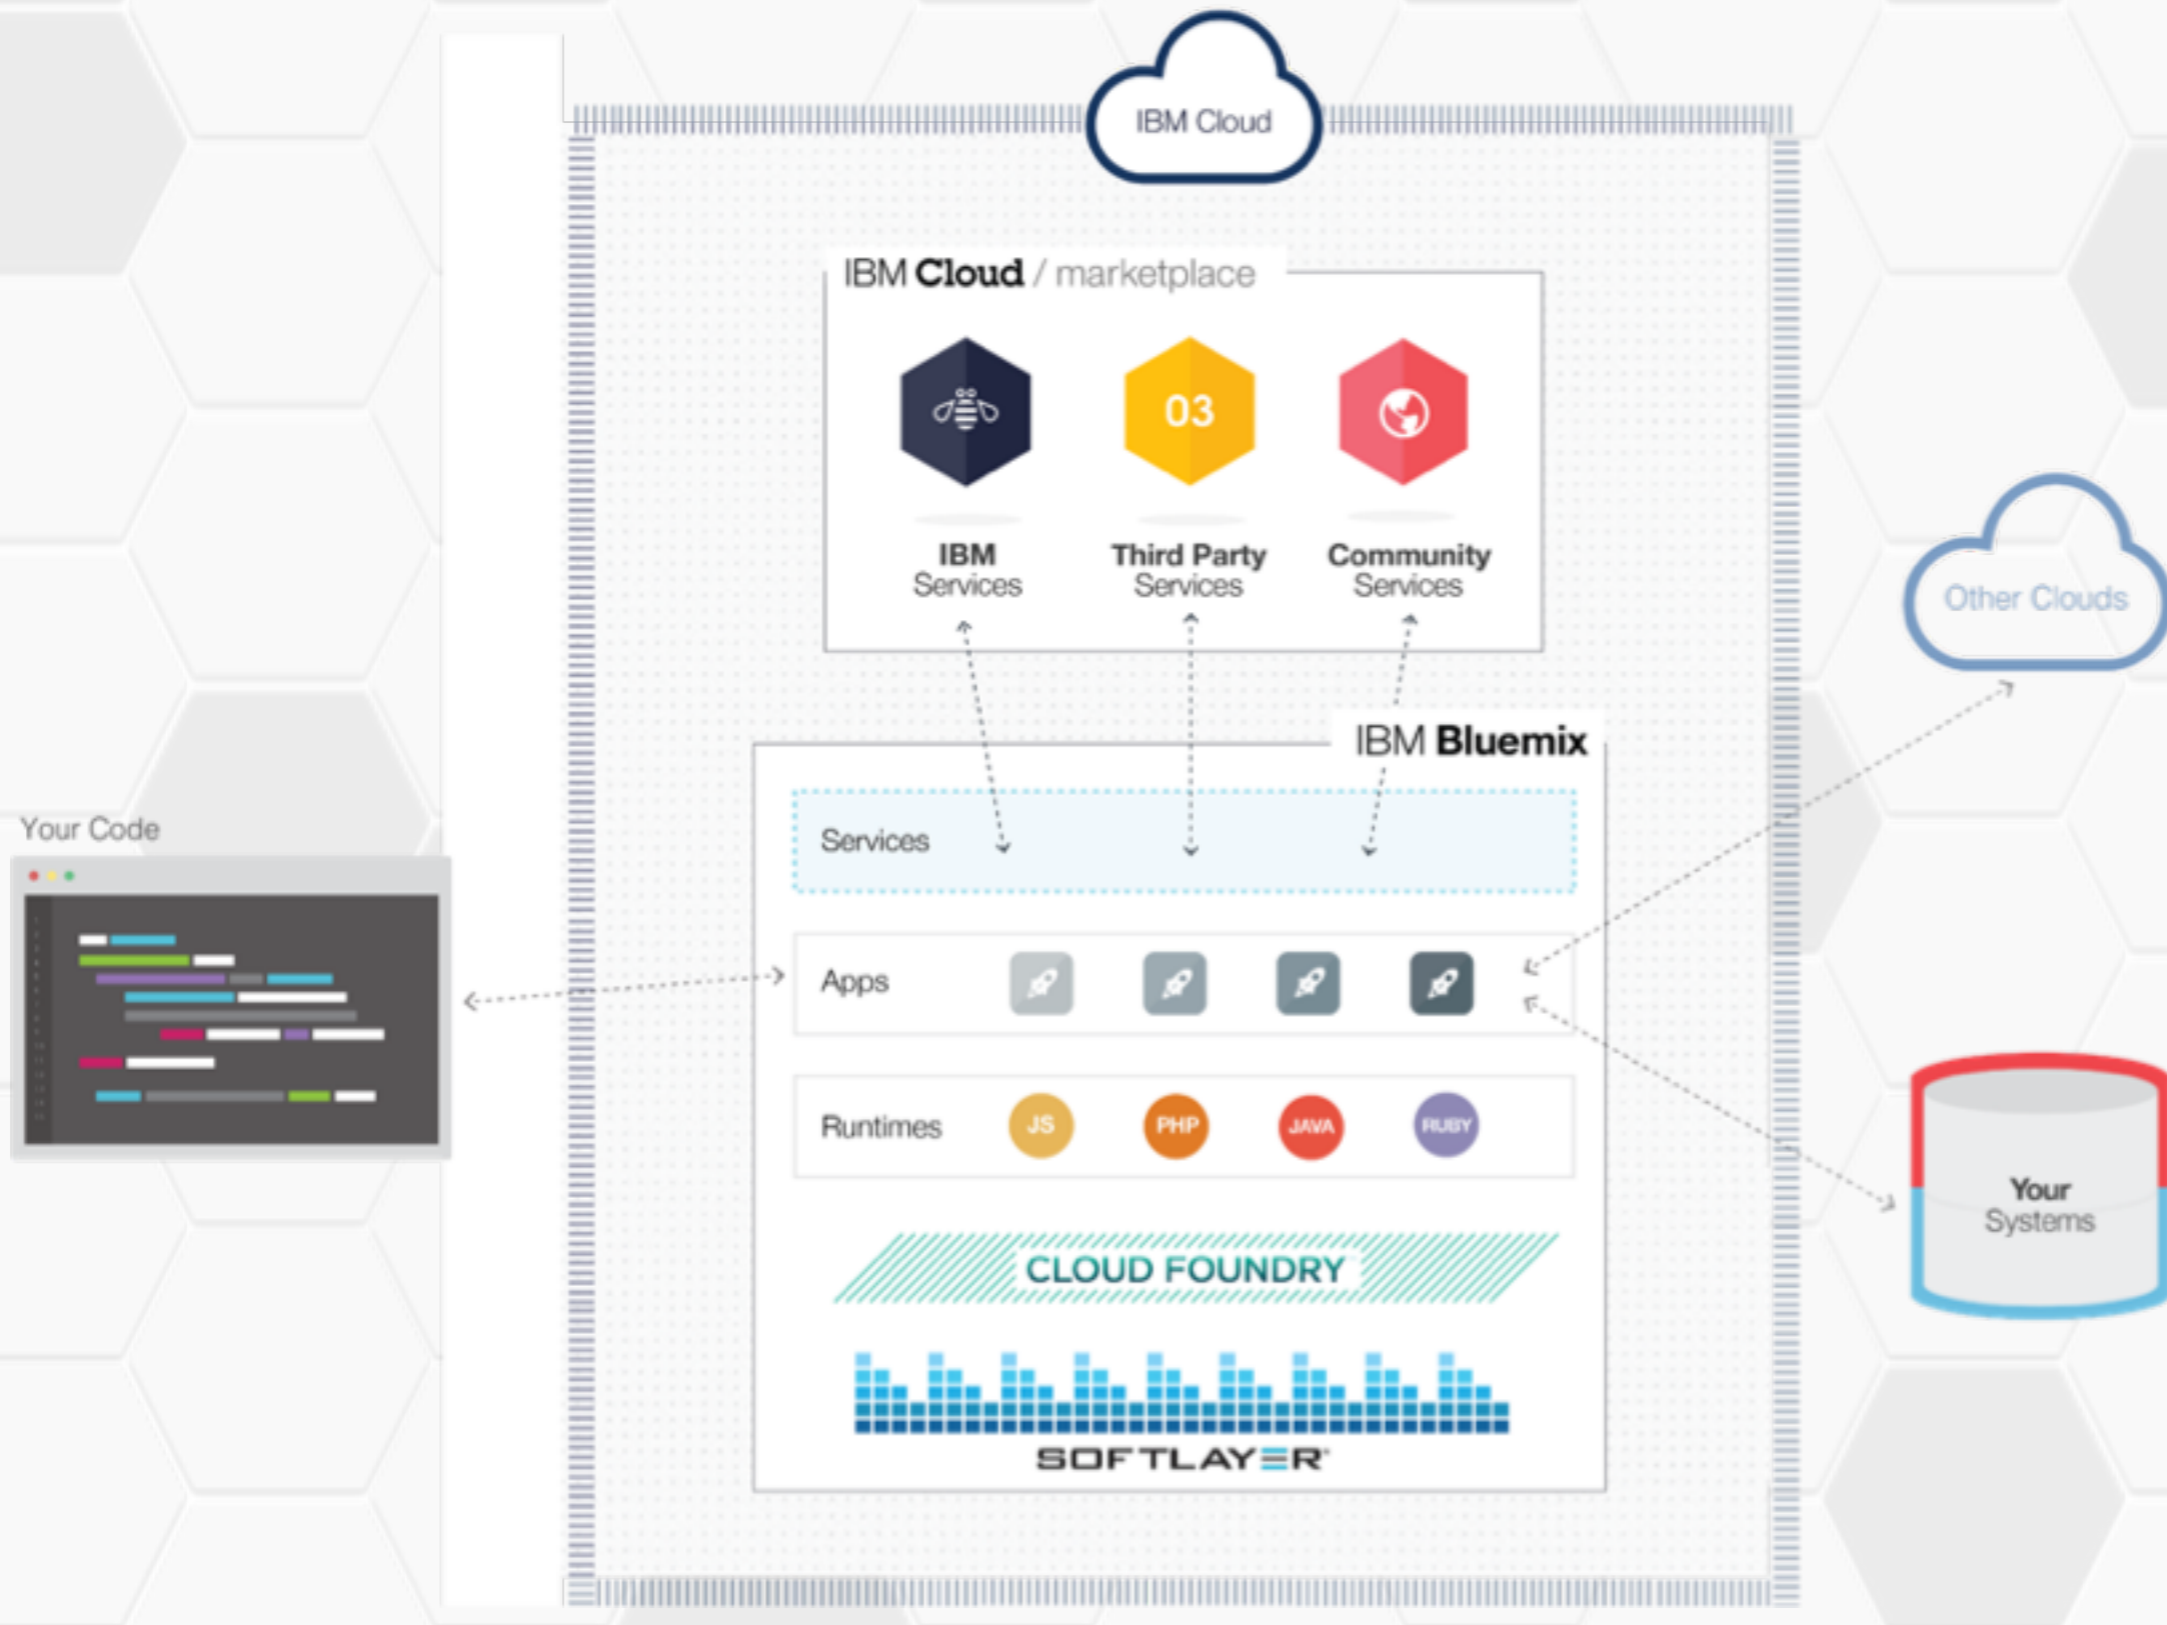 IBM Cloud
IBM Cloud / marketplace
03
IBM
Services
Third Party
Services
Community
Services
Other Clouds
IBM Bluemix
Services
Your Code
Apps
Runtimes
JS
PHP
JAVA
RUBY
Your
Systems
CLOUD FOUNDRY
SOFTLAYER